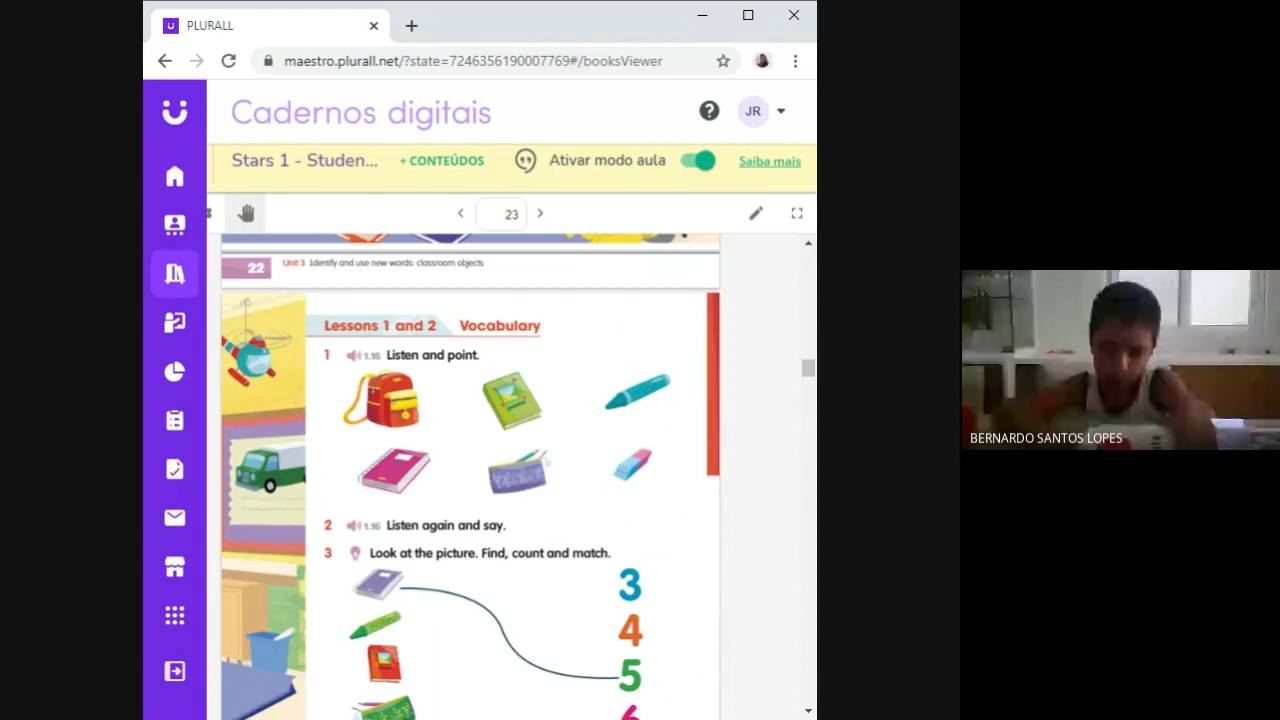 PLURALL
maestro.plurall.net/?state=7246356190007769#/booksViewer
Cadernos digitais
JR
Stars 1 - Studen...
+ CONTEÚDOS
Ativar modo aula
Saiba mais
23
22
Unit 3 Identify and use new words: classroom objects
Lessons 1 and 2 Vocabulary
1 1.16 Listen and point.
2 1.16 Listen again and say.
3 Look at the picture. Find, count and match.
3
4
5
6
BERNARDO SANTOS LOPES